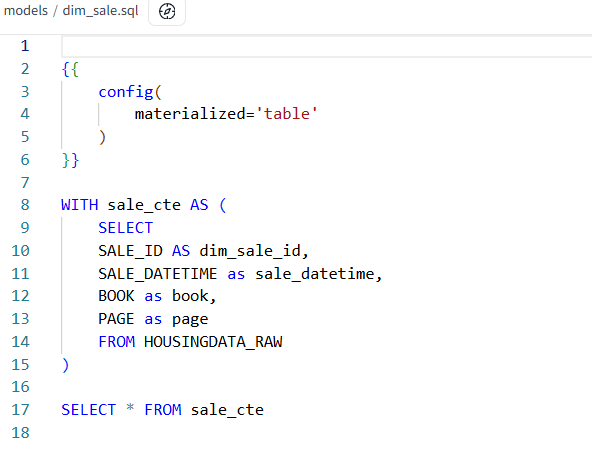 models / dim_sale.sql
1
2 {{
3     config(
4         materialized='table'
5     )
6 }}
7
8 WITH sale_cte AS (
9     SELECT
10     SALE_ID AS dim_sale_id,
11     SALE_DATETIME as sale_datetime,
12     BOOK as book,
13     PAGE as page
14     FROM HOUSINGDATA_RAW
15 )
16
17 SELECT * FROM sale_cte
18